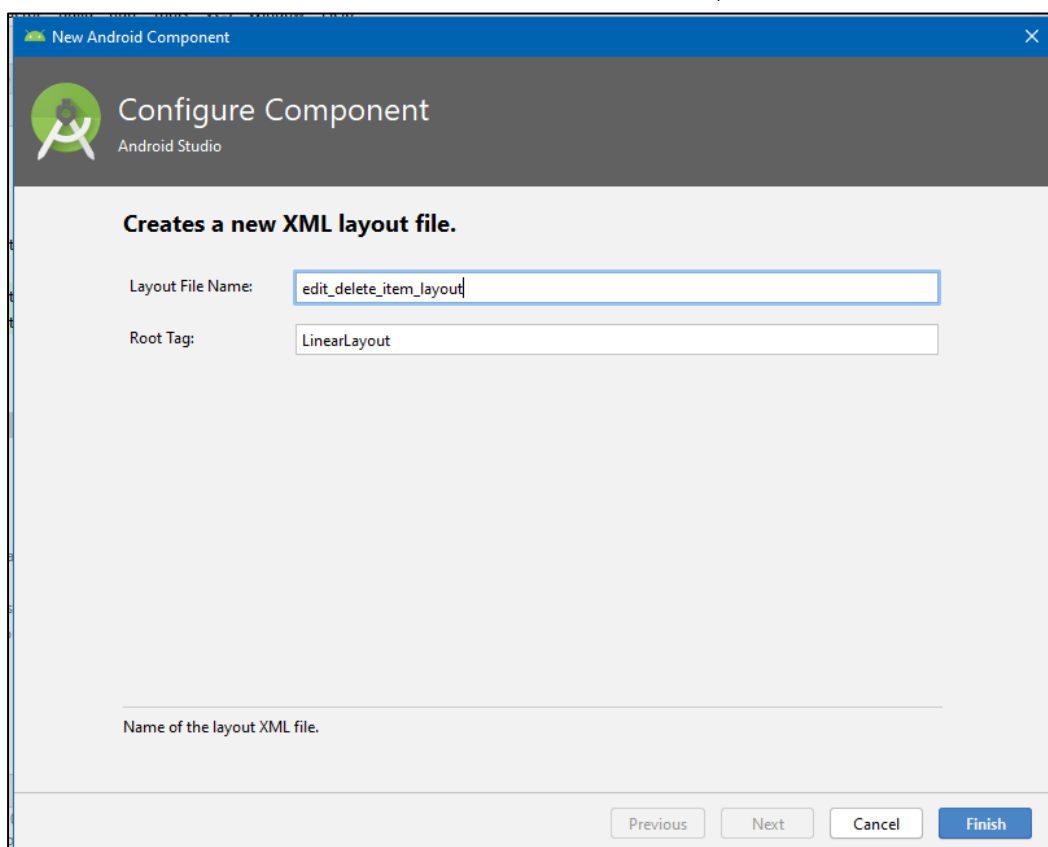 New Android Component
Configure Component
Android Studio
Creates a new XML layout file.
Layout File Name: edit_delete_item_layout
Root Tag: LinearLayout
Name of the layout XML file.
Previous Next Cancel Finish